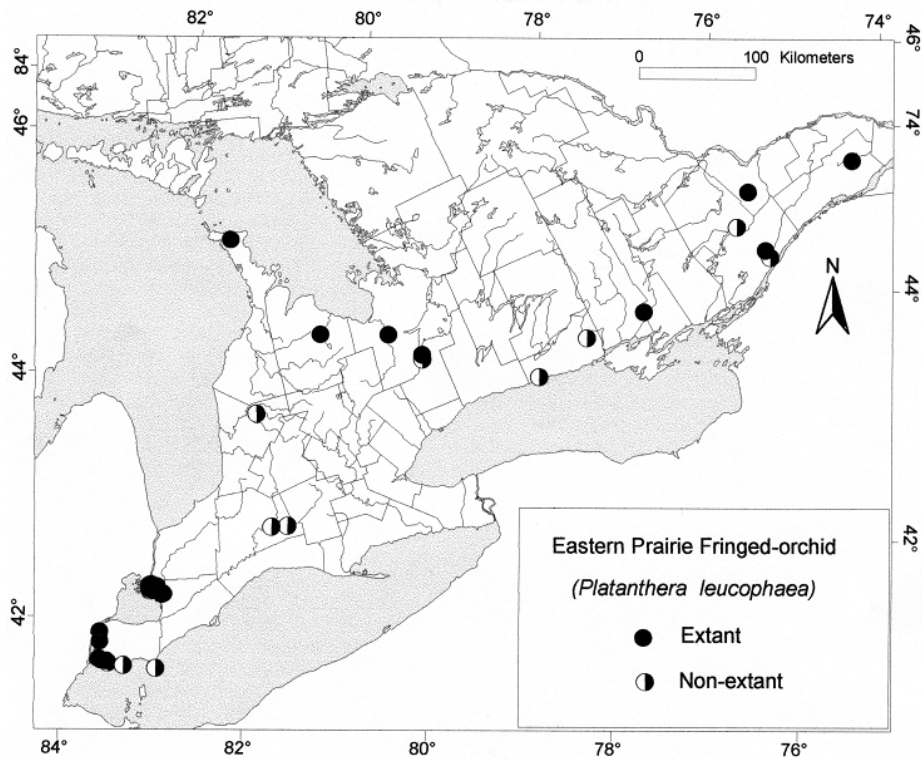 82° 80° 78° 76° 74°
84° 46°
0 100 Kilometers
46° 74°
N
44° 44°
Eastern Prairie Fringed-orchid
(Platanthera leucophaea)
Extant
Non-extant
42° 42°
84° 82° 80° 78° 76°